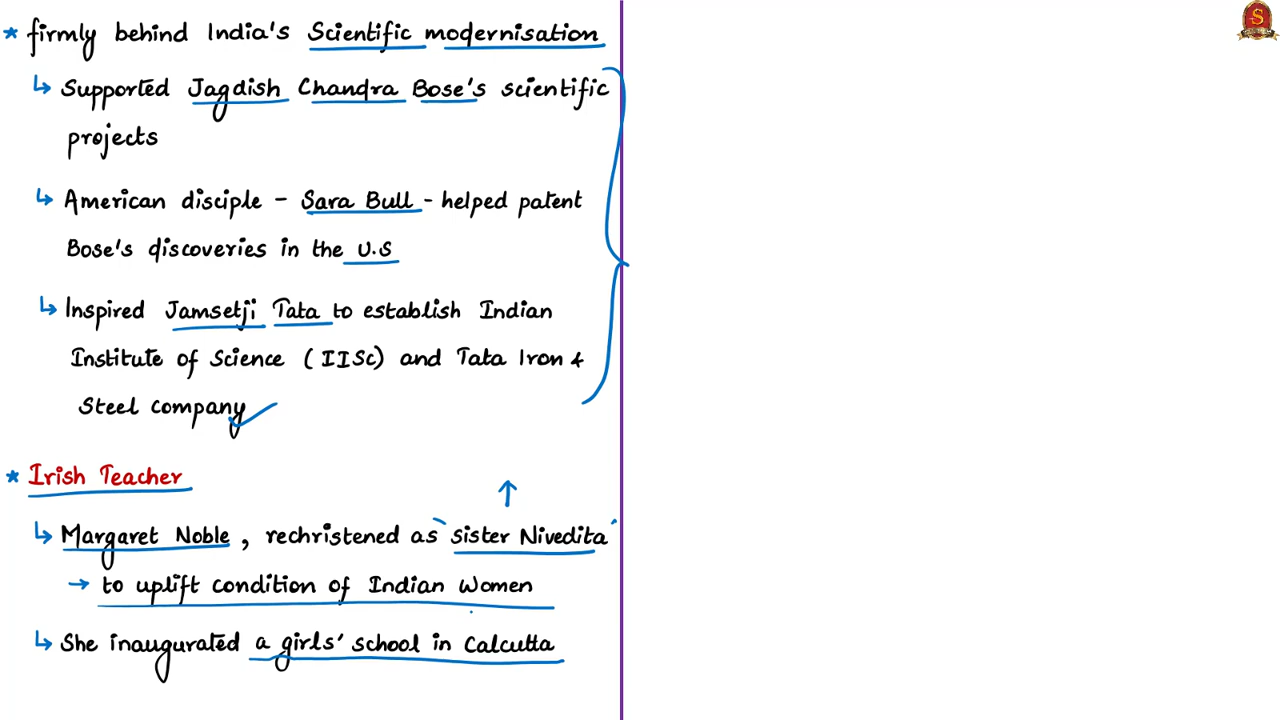 * firmly behind India's Scientific modernisation
↳ Supported Jagdish Chandra Bose's scientific
projects
↳ American disciple - Sara Bull - helped patent
Bose's discoveries in the U.S
↳ Inspired Jamsetji Tata to establish Indian
Institute of Science (IISc) and Tata Iron &
Steel Company
* Irish Teacher
↳ Margaret Noble, rechristened as 'sister Nivedita'
→ to uplift condition of Indian Women
↳ She inaugurated a girls' school in Calcutta
S